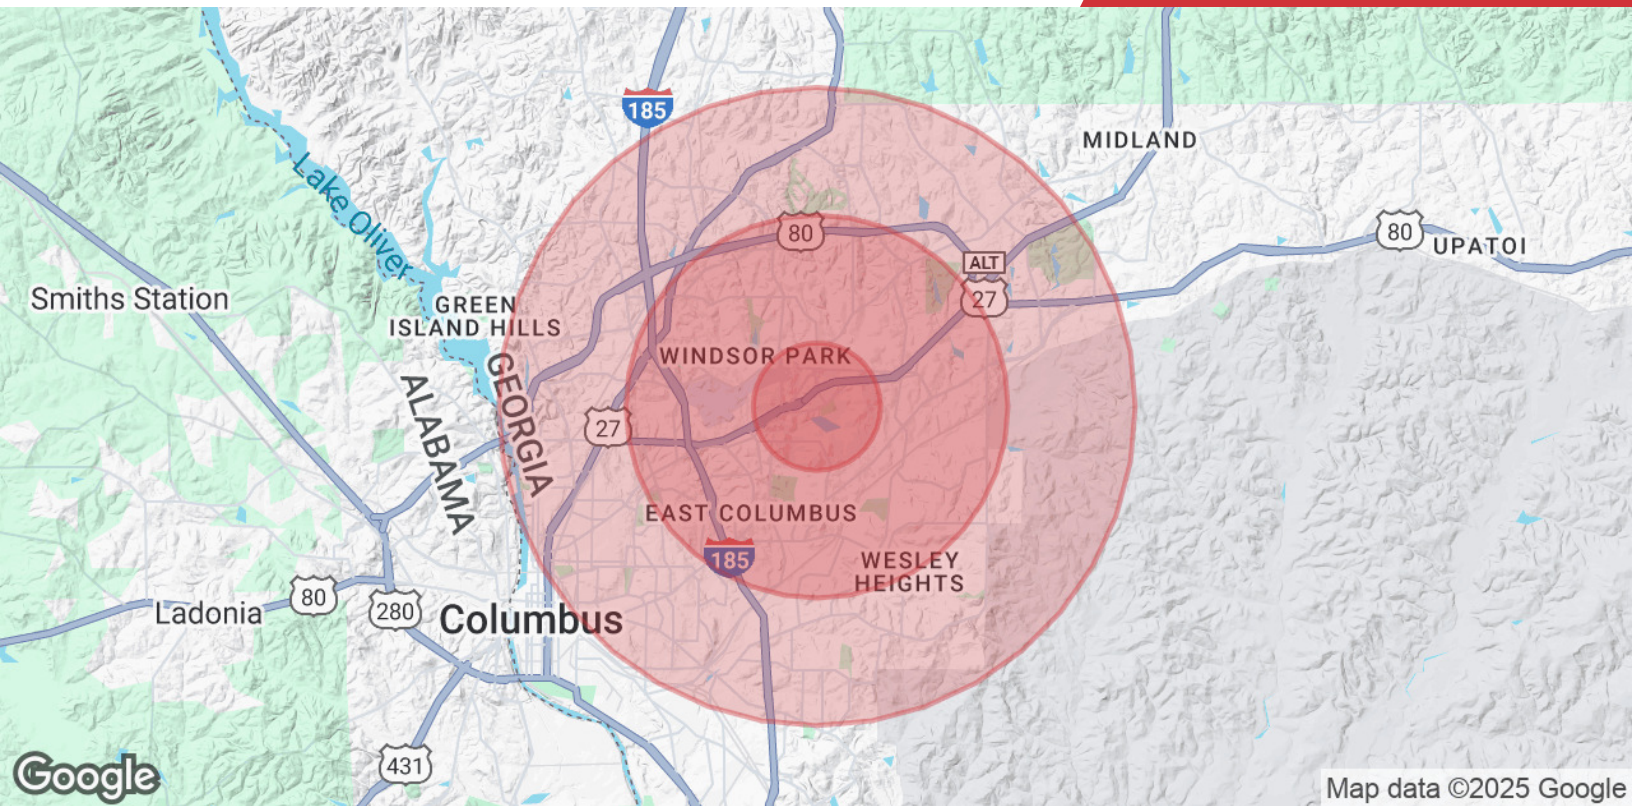 185
MIDLAND
Lake Oliver
80
80
UPATOI
ALT
27
Smiths Station
GREEN
ISLAND HILLS
WINDSOR PARK
GEORGIA
ALABAMA
27
EAST COLUMBUS
185
WESLEY
HEIGHTS
80
Ladonia
280
Columbus
431
Google
Map data ©2025 Google